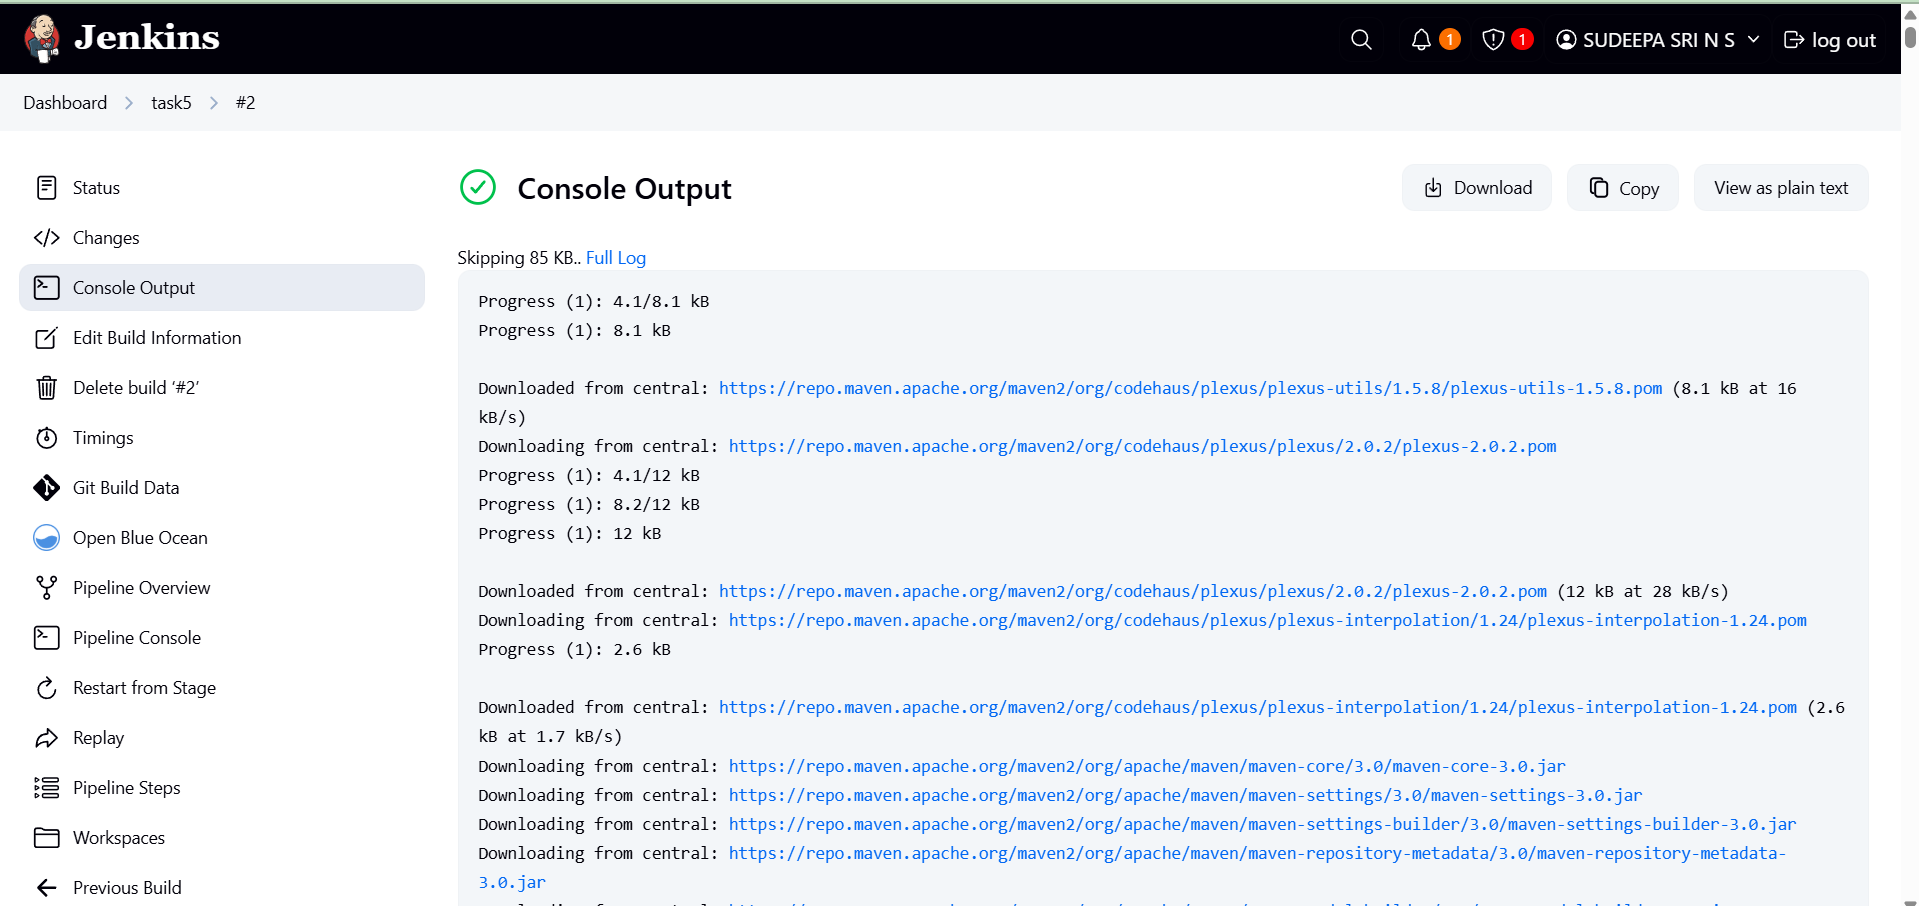 Jenkins
1
1
SUDEEPA SRI N S
log out
Dashboard
task5
#2
Status
Changes
Console Output
Edit Build Information
Delete build ‘#2’
Timings
Git Build Data
Open Blue Ocean
Pipeline Overview
Pipeline Console
Restart from Stage
Replay
Pipeline Steps
Workspaces
Previous Build
Console Output
Download
Copy
View as plain text
Skipping 85 KB.. Full Log
Progress (1): 4.1/8.1 kB
Progress (1): 8.1 kB
Downloaded from central: https://repo.maven.apache.org/maven2/org/codehaus/plexus/plexus-utils/1.5.8/plexus-utils-1.5.8.pom (8.1 kB at 16
kB/s)
Downloading from central: https://repo.maven.apache.org/maven2/org/codehaus/plexus/plexus/2.0.2/plexus-2.0.2.pom
Progress (1): 4.1/12 kB
Progress (1): 8.2/12 kB
Progress (1): 12 kB
Downloaded from central: https://repo.maven.apache.org/maven2/org/codehaus/plexus/plexus/2.0.2/plexus-2.0.2.pom (12 kB at 28 kB/s)
Downloading from central: https://repo.maven.apache.org/maven2/org/codehaus/plexus/plexus-interpolation/1.24/plexus-interpolation-1.24.pom
Progress (1): 2.6 kB
Downloaded from central: https://repo.maven.apache.org/maven2/org/codehaus/plexus/plexus-interpolation/1.24/plexus-interpolation-1.24.pom (2.6
kB at 1.7 kB/s)
Downloading from central: https://repo.maven.apache.org/maven2/org/apache/maven/maven-core/3.0/maven-core-3.0.jar
Downloading from central: https://repo.maven.apache.org/maven2/org/apache/maven/maven-settings/3.0/maven-settings-3.0.jar
Downloading from central: https://repo.maven.apache.org/maven2/org/apache/maven/maven-settings-builder/3.0/maven-settings-builder-3.0.jar
Downloading from central: https://repo.maven.apache.org/maven2/org/apache/maven/maven-repository-metadata/3.0/maven-repository-metadata-
3.0.jar